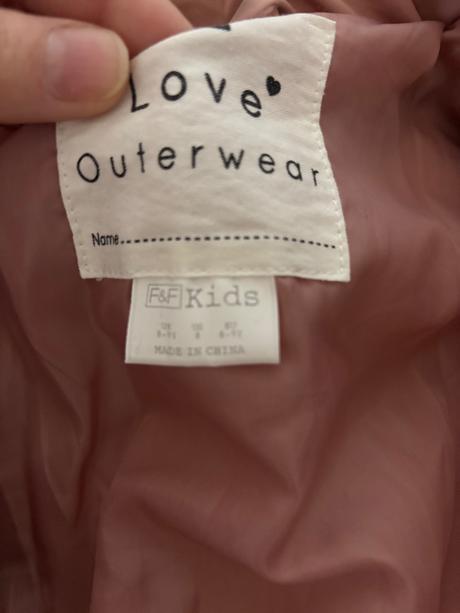 Love
Outerwear
Name
F&F Kids
MADE IN CHINA